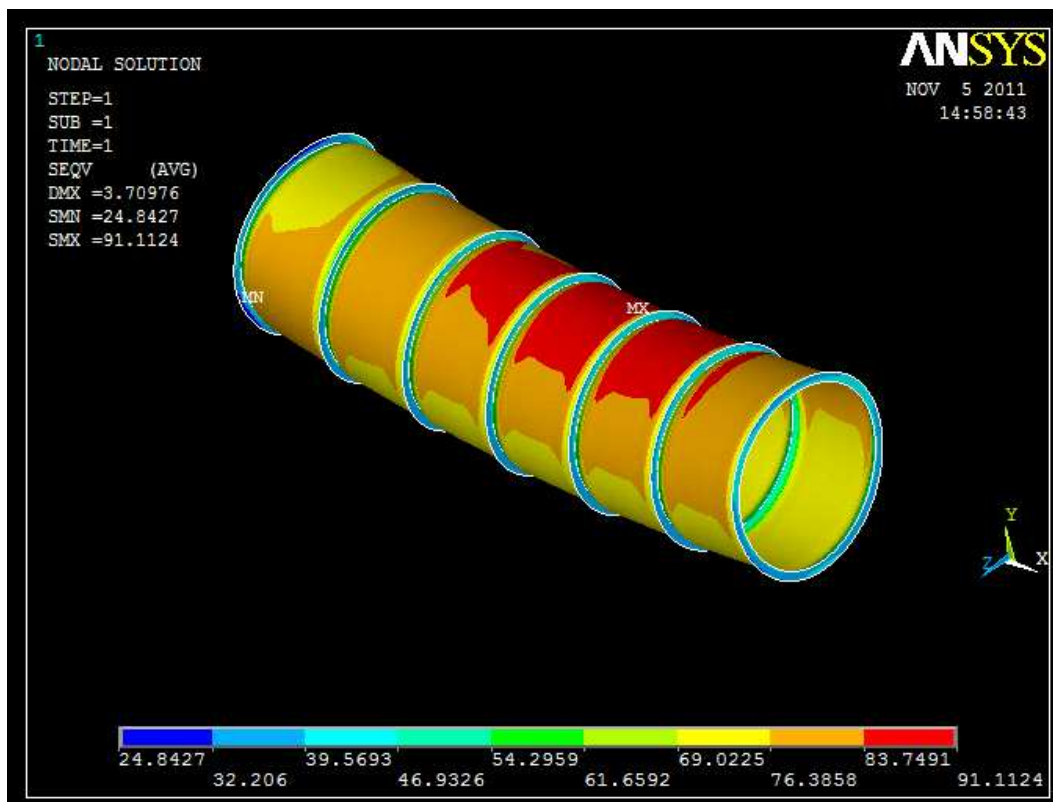 1
ANSYS
NODAL SOLUTION
NOV 5 2011
14:58:43
STEP=1
SUB =1
TIME=1
SEQV (AVG)
DMX =3.70976
SMN =24.8427
SMX =91.1124
MN
MX
Y
Z
X
24.8427 39.5693 54.2959 69.0225 83.7491
32.206 46.9326 61.6592 76.3858 91.1124